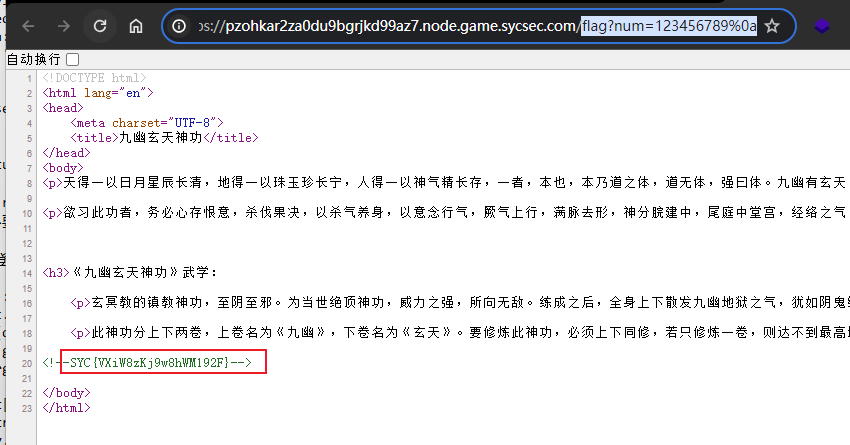 ps://pzohkar2za0du9bgrjkd99az7.node.game.sycsec.com/flag?num=123456789%0a
自动换行
1 <!DOCTYPE html>
2 <html lang="en">
3 <head>
4 <meta charset="UTF-8">
5 <title>九幽玄天神功</title>
6 </head>
7 <body>
8 <p>天得一以日月星辰长清，地得一以珠玉珍长宁，人得一以神气精长存，一者，本也，本乃道之体，道无体，强曰体。九幽有玄天
9
10 <p>欲习此功者，务必心存恨意，杀伐果决，以杀气养身，以意念行气，厥气上行，满脉去形，神分脘建中，尾庭中堂宫，经络之气
11
12
13
14 <h3>《九幽玄天神功》武学：
15
16 <p>玄冥教的镇教神功，至阴至邪。为当世绝顶神功，威力之强，所向无敌。练成之后，全身上下散发九幽地狱之气，犹如阴鬼
17
18 <p>此神功分上下两卷，上卷名为《九幽》，下卷名为《玄天》。要修炼此神功，必须上下同修，若只修炼一卷，则达不到最高
19
20 <!--SYC{VXiW8zKj9w8hWM192F}-->
21
22 </body>
23 </html>